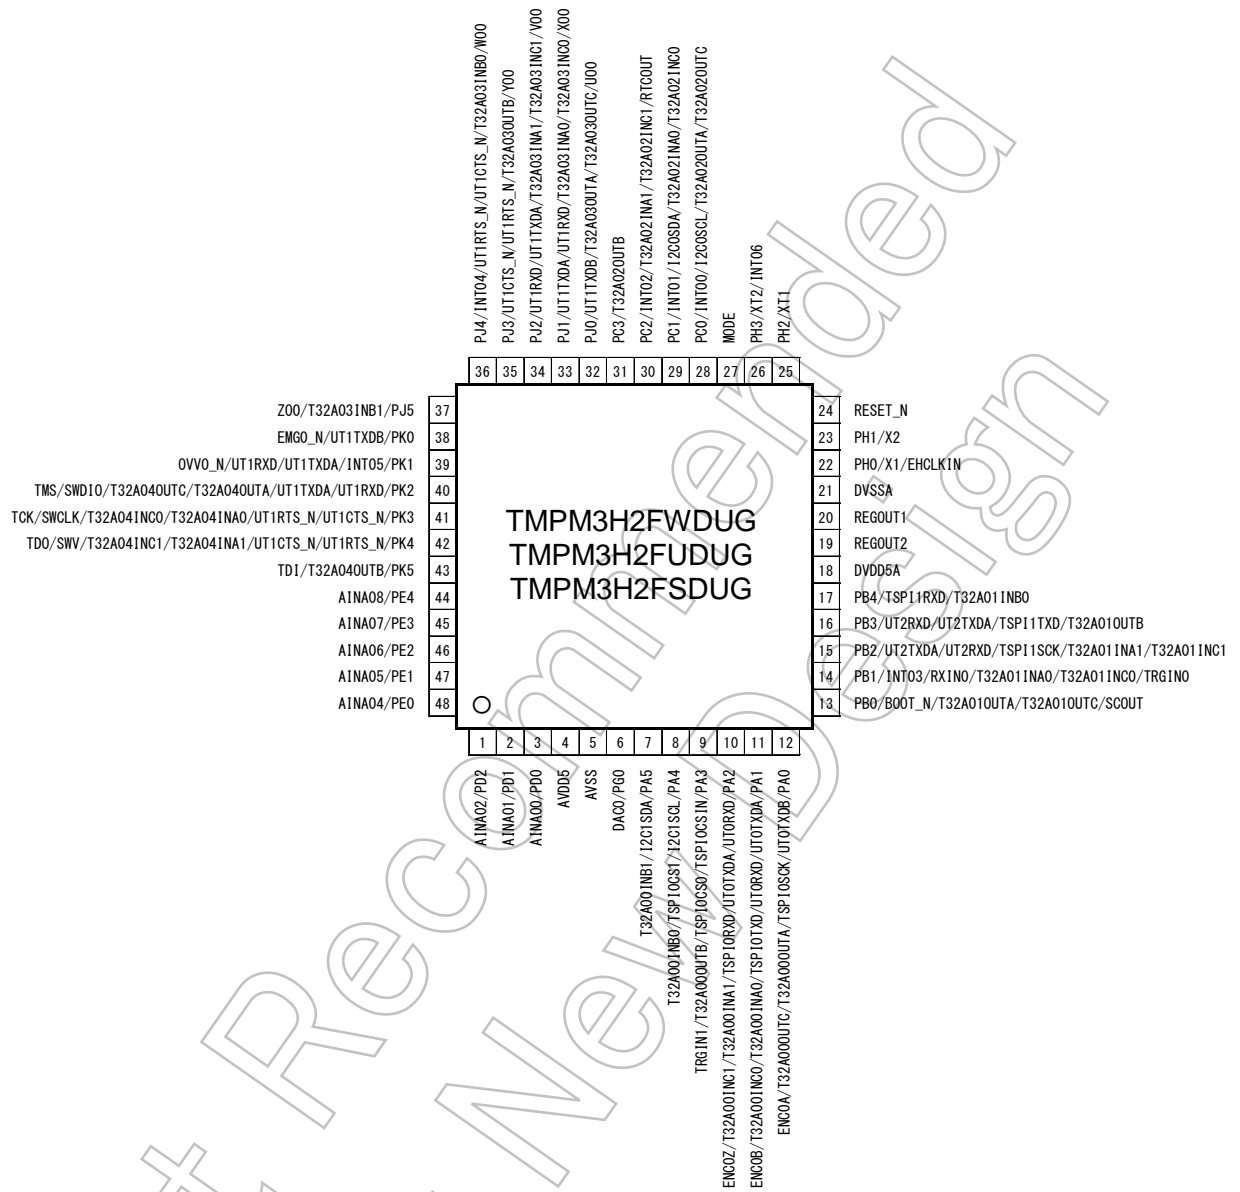 PJ4/INT04/UT1RTS_N/UT1CTS_N/T32A03INB0/WO0
PJ3/UT1CTS_N/UT1RTS_N/T32A03OUTB/YO0
PJ2/UT1RXD/UT1TXDA/T32A03INA1/T32A03INC1/VO0
PJ1/UT1TXDA/UT1RXD/T32A03INA0/T32A03INC0/XO0
PJ0/UT1TXDB/T32A03OUTA/T32A03OUTC/UO0
PC3/T32A02OUTB
PC2/INT02/T32A02INA1/T32A02INC1/RTCOUT
PC1/INT01/I2C0SDA/T32A02INA0/T32A02INC0
PC0/INT00/I2C0SCL/T32A02OUTA/T32A02OUTC
MODE
PH3/XT2/INT06
PH2/XT1
36 35 34 33 32 31 30 29 28 27 26 25
ZO0/T32A03INB1/PJ5 37
EMG0_N/UT1TXDB/PK0 38
OVV0_N/UT1RXD/UT1TXDA/INT05/PK1 39
TMS/SWDIO/T32A04OUTC/T32A04OUTA/UT1TXDA/UT1RXD/PK2 40
TCK/SWCLK/T32A04INC0/T32A04INA0/UT1RTS_N/UT1CTS_N/PK3 41
TDO/SWV/T32A04INC1/T32A04INA1/UT1CTS_N/UT1RTS_N/PK4 42
TDI/T32A04OUTB/PK5 43
AINA08/PE4 44
AINA07/PE3 45
AINA06/PE2 46
AINA05/PE1 47
AINA04/PE0 48
TMPM3H2FWDUG
TMPM3H2FUDUG
TMPM3H2FSDUG
24 RESET_N
23 PH1/X2
22 PH0/X1/EHCLKIN
21 DVSSA
20 REGOUT1
19 REGOUT2
18 DVDD5A
17 PB4/TSPI1RXD/T32A01INB0
16 PB3/UT2RXD/UT2TXDA/TSPI1TXD/T32A01OUTB
15 PB2/UT2TXDA/UT2RXD/TSPI1SCK/T32A01INA1/T32A01INC1
14 PB1/INT03/RXIN0/T32A01INA0/T32A01INC0/TRGIN0
13 PB0/BOOT_N/T32A01OUTA/T32A01OUTC/SCOUT
1 2 3 4 5 6 7 8 9 10 11 12
AINA02/PD2
AINA01/PD1
AINA00/PD0
AVDD5
AVSS
DAC0/PG0
T32A00INB1/I2C1SDA/PA5
T32A00INB0/TSPI0CS1/I2C1SCL/PA4
TRGIN1/T32A00OUTB/TSPI0CS0/TSPI0CSIN/PA3
ENC0Z/T32A00INC1/T32A00INA1/TSPI0RXD/UT0TXDA/UT0RXD/PA2
ENC0B/T32A00INC0/T32A00INA0/TSPI0TXD/UT0RXD/UT0TXDA/PA1
ENC0A/T32A00OUTC/T32A00OUTA/TSPI0SCK/UT0TXDB/PA0
Not Recommended
New Design